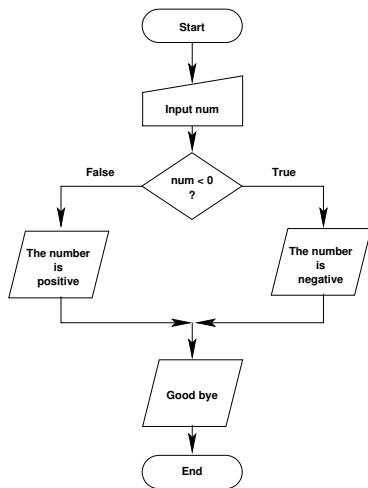 Start
Input num
False
num < 0
?
True
The number
is
positive
The number
is
negative
Good bye
End